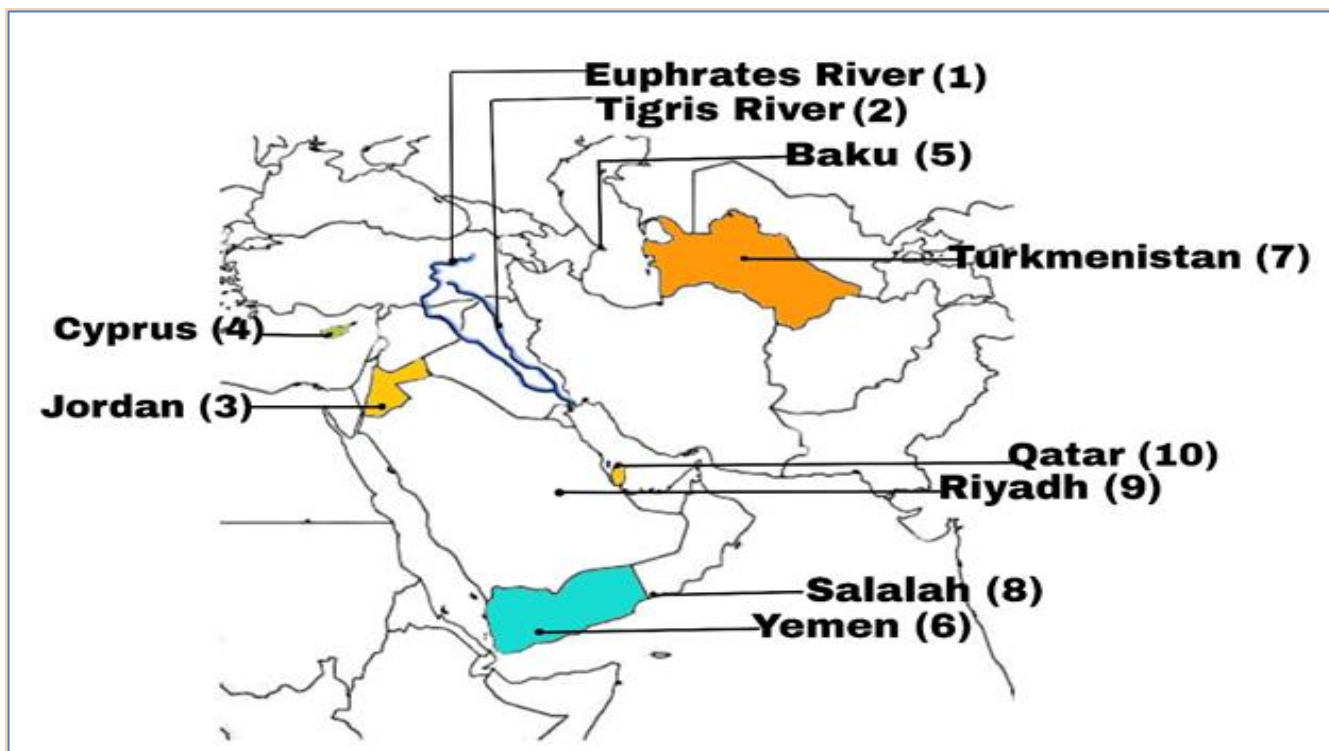 Euphrates River (1)
Tigris River (2)
Baku (5)
Turkmenistan (7)
Cyprus (4)
Jordan (3)
Qatar (10)
Riyadh (9)
Salalah (8)
Yemen (6)